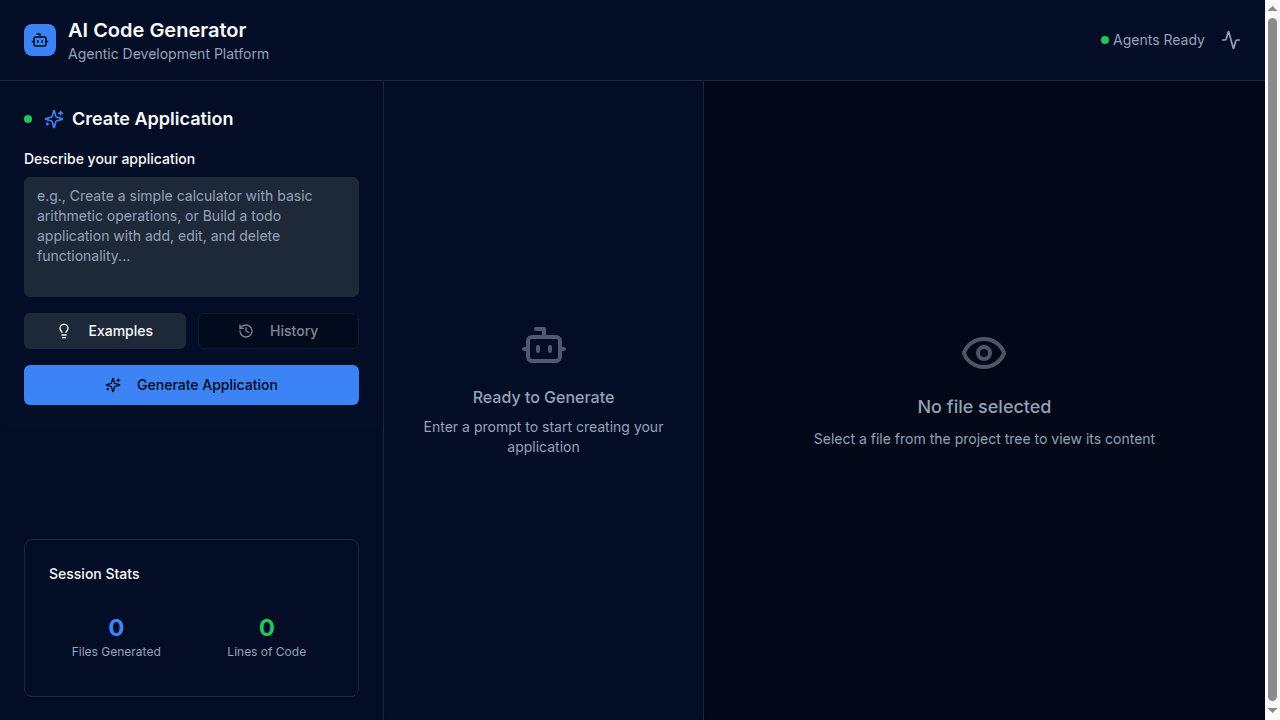 AI Code Generator
Agentic Development Platform
Agents Ready
Create Application
Describe your application
e.g., Create a simple calculator with basic
arithmetic operations, or Build a todo
application with add, edit, and delete
functionality...
Examples
History
Generate Application
Session Stats
0
Files Generated
0
Lines of Code
Ready to Generate
Enter a prompt to start creating your
application
No file selected
Select a file from the project tree to view its content